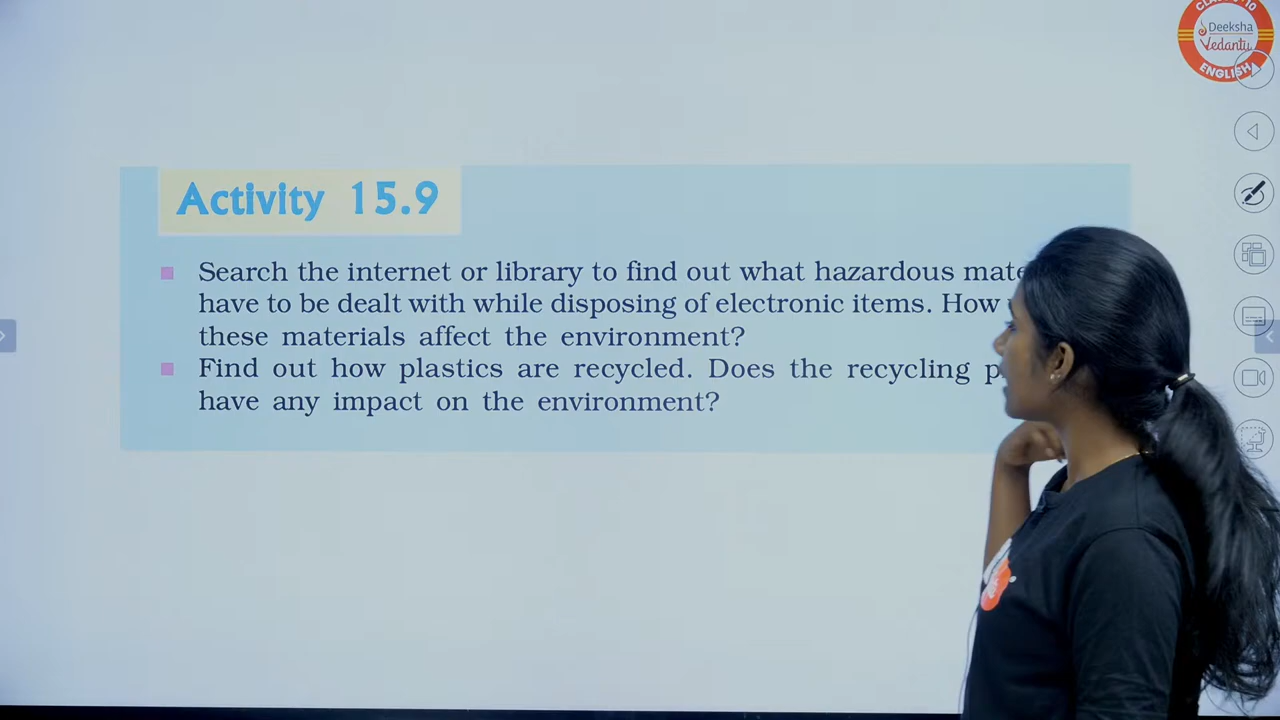 CLASS-10
Deeksha
Vedantu
ENGLISH
Activity 15.9
Search the internet or library to find out what hazardous
have to be dealt with while disposing of electronic items. How
these materials affect the environment?
Find out how plastics are recycled. Does the recycling
have any impact on the environment?